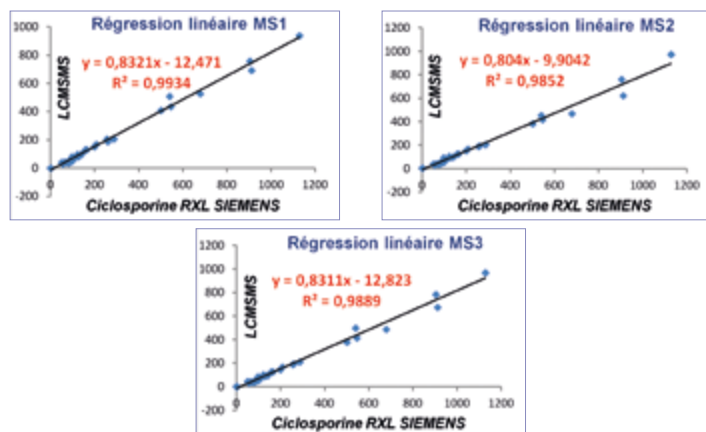 Régression linéaire MS1
1000
800
600
400
200
0
-200
LCMSMS
y = 0,8321x - 12,471
R² = 0,9934
0 200 400 600 800 1000 1200
Ciclosporine RXL SIEMENS
Régression linéaire MS2
1200
1000
800
600
400
200
0
-200
LCMSMS
y = 0,804x - 9,9042
R² = 0,9852
0 200 400 600 800 1000 1200
Ciclosporine RXL SIEMENS
Régression linéaire MS3
1200
1000
800
600
400
200
0
-200
LCMSMS
y = 0,8311x - 12,823
R² = 0,9889
0 200 400 600 800 1000 1200
Ciclosporine RXL SIEMENS